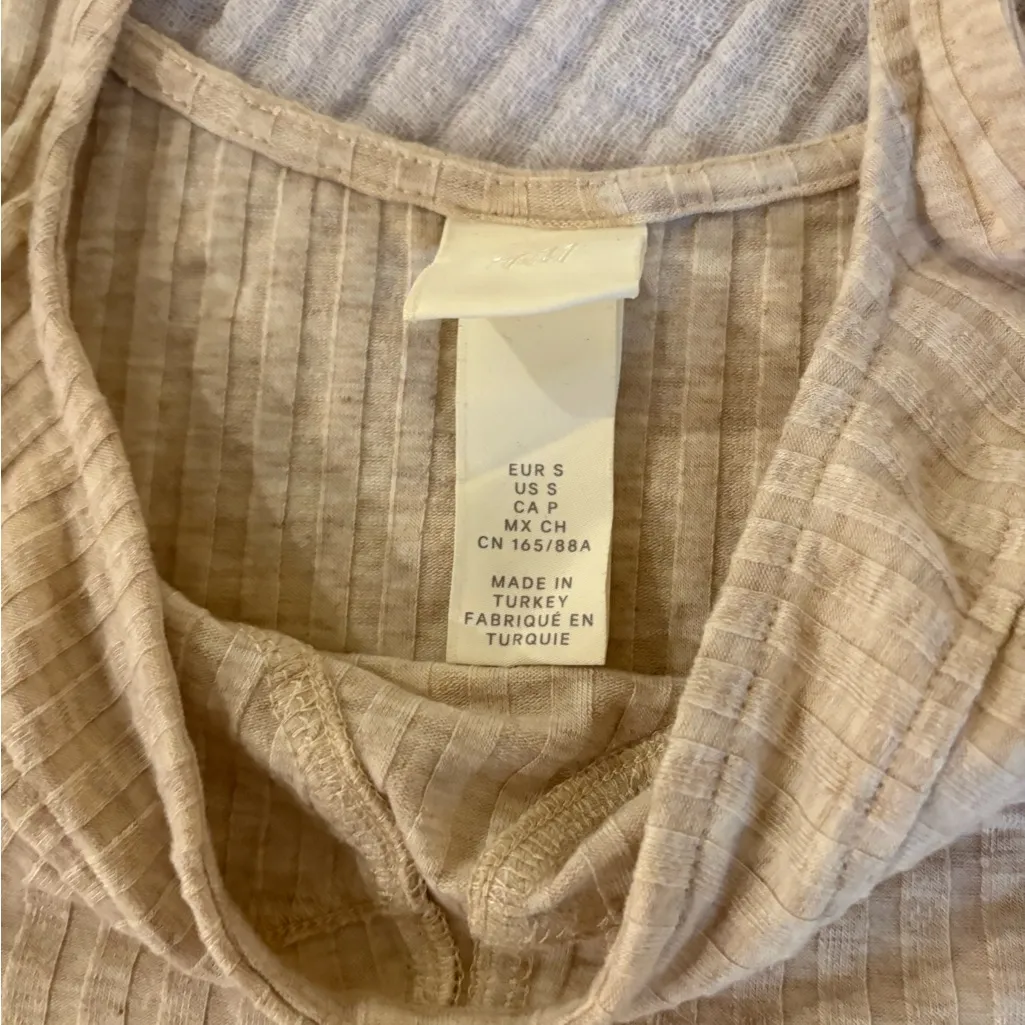 EUR S
US S
CA P
MX CH
CN 165/88A
MADE IN
TURKEY
FABRIQUÉ EN
TURQUIE